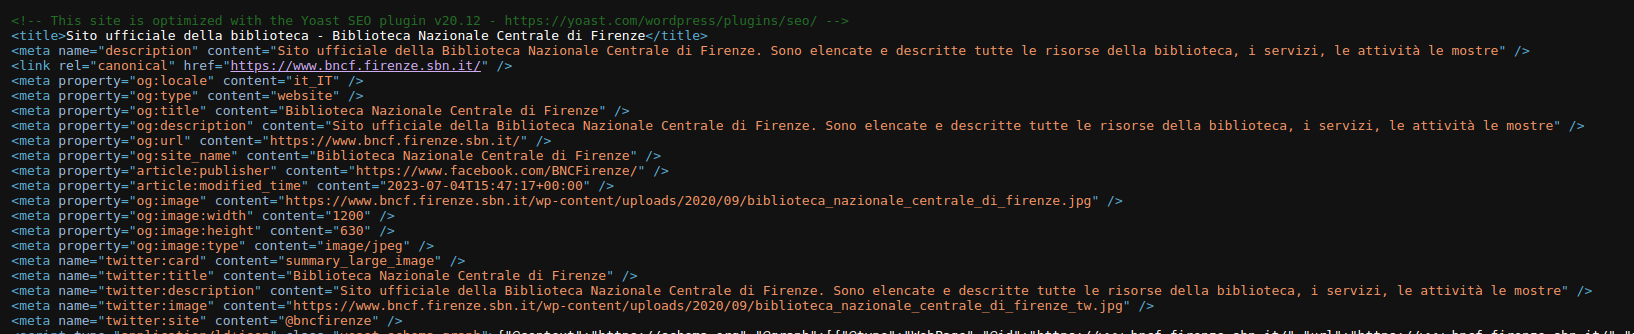 <!-- This site is optimized with the Yoast SEO plugin v20.12 - https://yoast.com/wordpress/plugins/seo/ -->
<title>Sito ufficiale della biblioteca - Biblioteca Nazionale Centrale di Firenze</title>
<meta name="description" content="Sito ufficiale della Biblioteca Nazionale Centrale di Firenze. Sono elencate e descritte tutte le risorse della biblioteca, i servizi, le attività le mostre" />
<link rel="canonical" href="https://www.bncf.firenze.sbn.it/" />
<meta property="og:locale" content="it_IT" />
<meta property="og:type" content="website" />
<meta property="og:title" content="Biblioteca Nazionale Centrale di Firenze" />
<meta property="og:description" content="Sito ufficiale della Biblioteca Nazionale Centrale di Firenze. Sono elencate e descritte tutte le risorse della biblioteca, i servizi, le attività le mostre" />
<meta property="og:url" content="https://www.bncf.firenze.sbn.it/" />
<meta property="og:site_name" content="Biblioteca Nazionale Centrale di Firenze" />
<meta property="article:publisher" content="https://www.facebook.com/BNCFirenze/" />
<meta property="article:modified_time" content="2023-07-04T15:47:17+00:00" />
<meta property="og:image" content="https://www.bncf.firenze.sbn.it/wp-content/uploads/2020/09/biblioteca_nazionale_centrale_di_firenze.jpg" />
<meta property="og:image:width" content="1200" />
<meta property="og:image:height" content="630" />
<meta property="og:image:type" content="image/jpeg" />
<meta name="twitter:card" content="summary_large_image" />
<meta name="twitter:title" content="Biblioteca Nazionale Centrale di Firenze" />
<meta name="twitter:description" content="Sito ufficiale della Biblioteca Nazionale Centrale di Firenze. Sono elencate e descritte tutte le risorse della biblioteca, i servizi, le attività le mostre" />
<meta name="twitter:image" content="https://www.bncf.firenze.sbn.it/wp-content/uploads/2020/09/biblioteca_nazionale_centrale_di_firenze_tw.jpg" />
<meta name="twitter:site" content="@bncfirenze" />